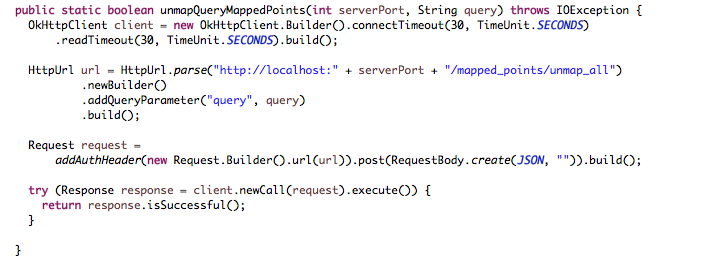 public static boolean unmapQueryMappedPoints(int serverPort, String query) throws IOException {
OkHttpClient client = new OkHttpClient.Builder().connectTimeout(30, TimeUnit.SECONDS)
.readTimeout(30, TimeUnit.SECONDS).build();
HttpUrl url = HttpUrl.parse("http://localhost:" + serverPort + "/mapped_points/unmap_all")
.newBuilder()
.addQueryParameter("query", query)
.build();
Request request =
addAuthHeader(new Request.Builder().url(url)).post(RequestBody.create(JSON, "")).build();
try (Response response = client.newCall(request).execute()) {
return response.isSuccessful();
}
}